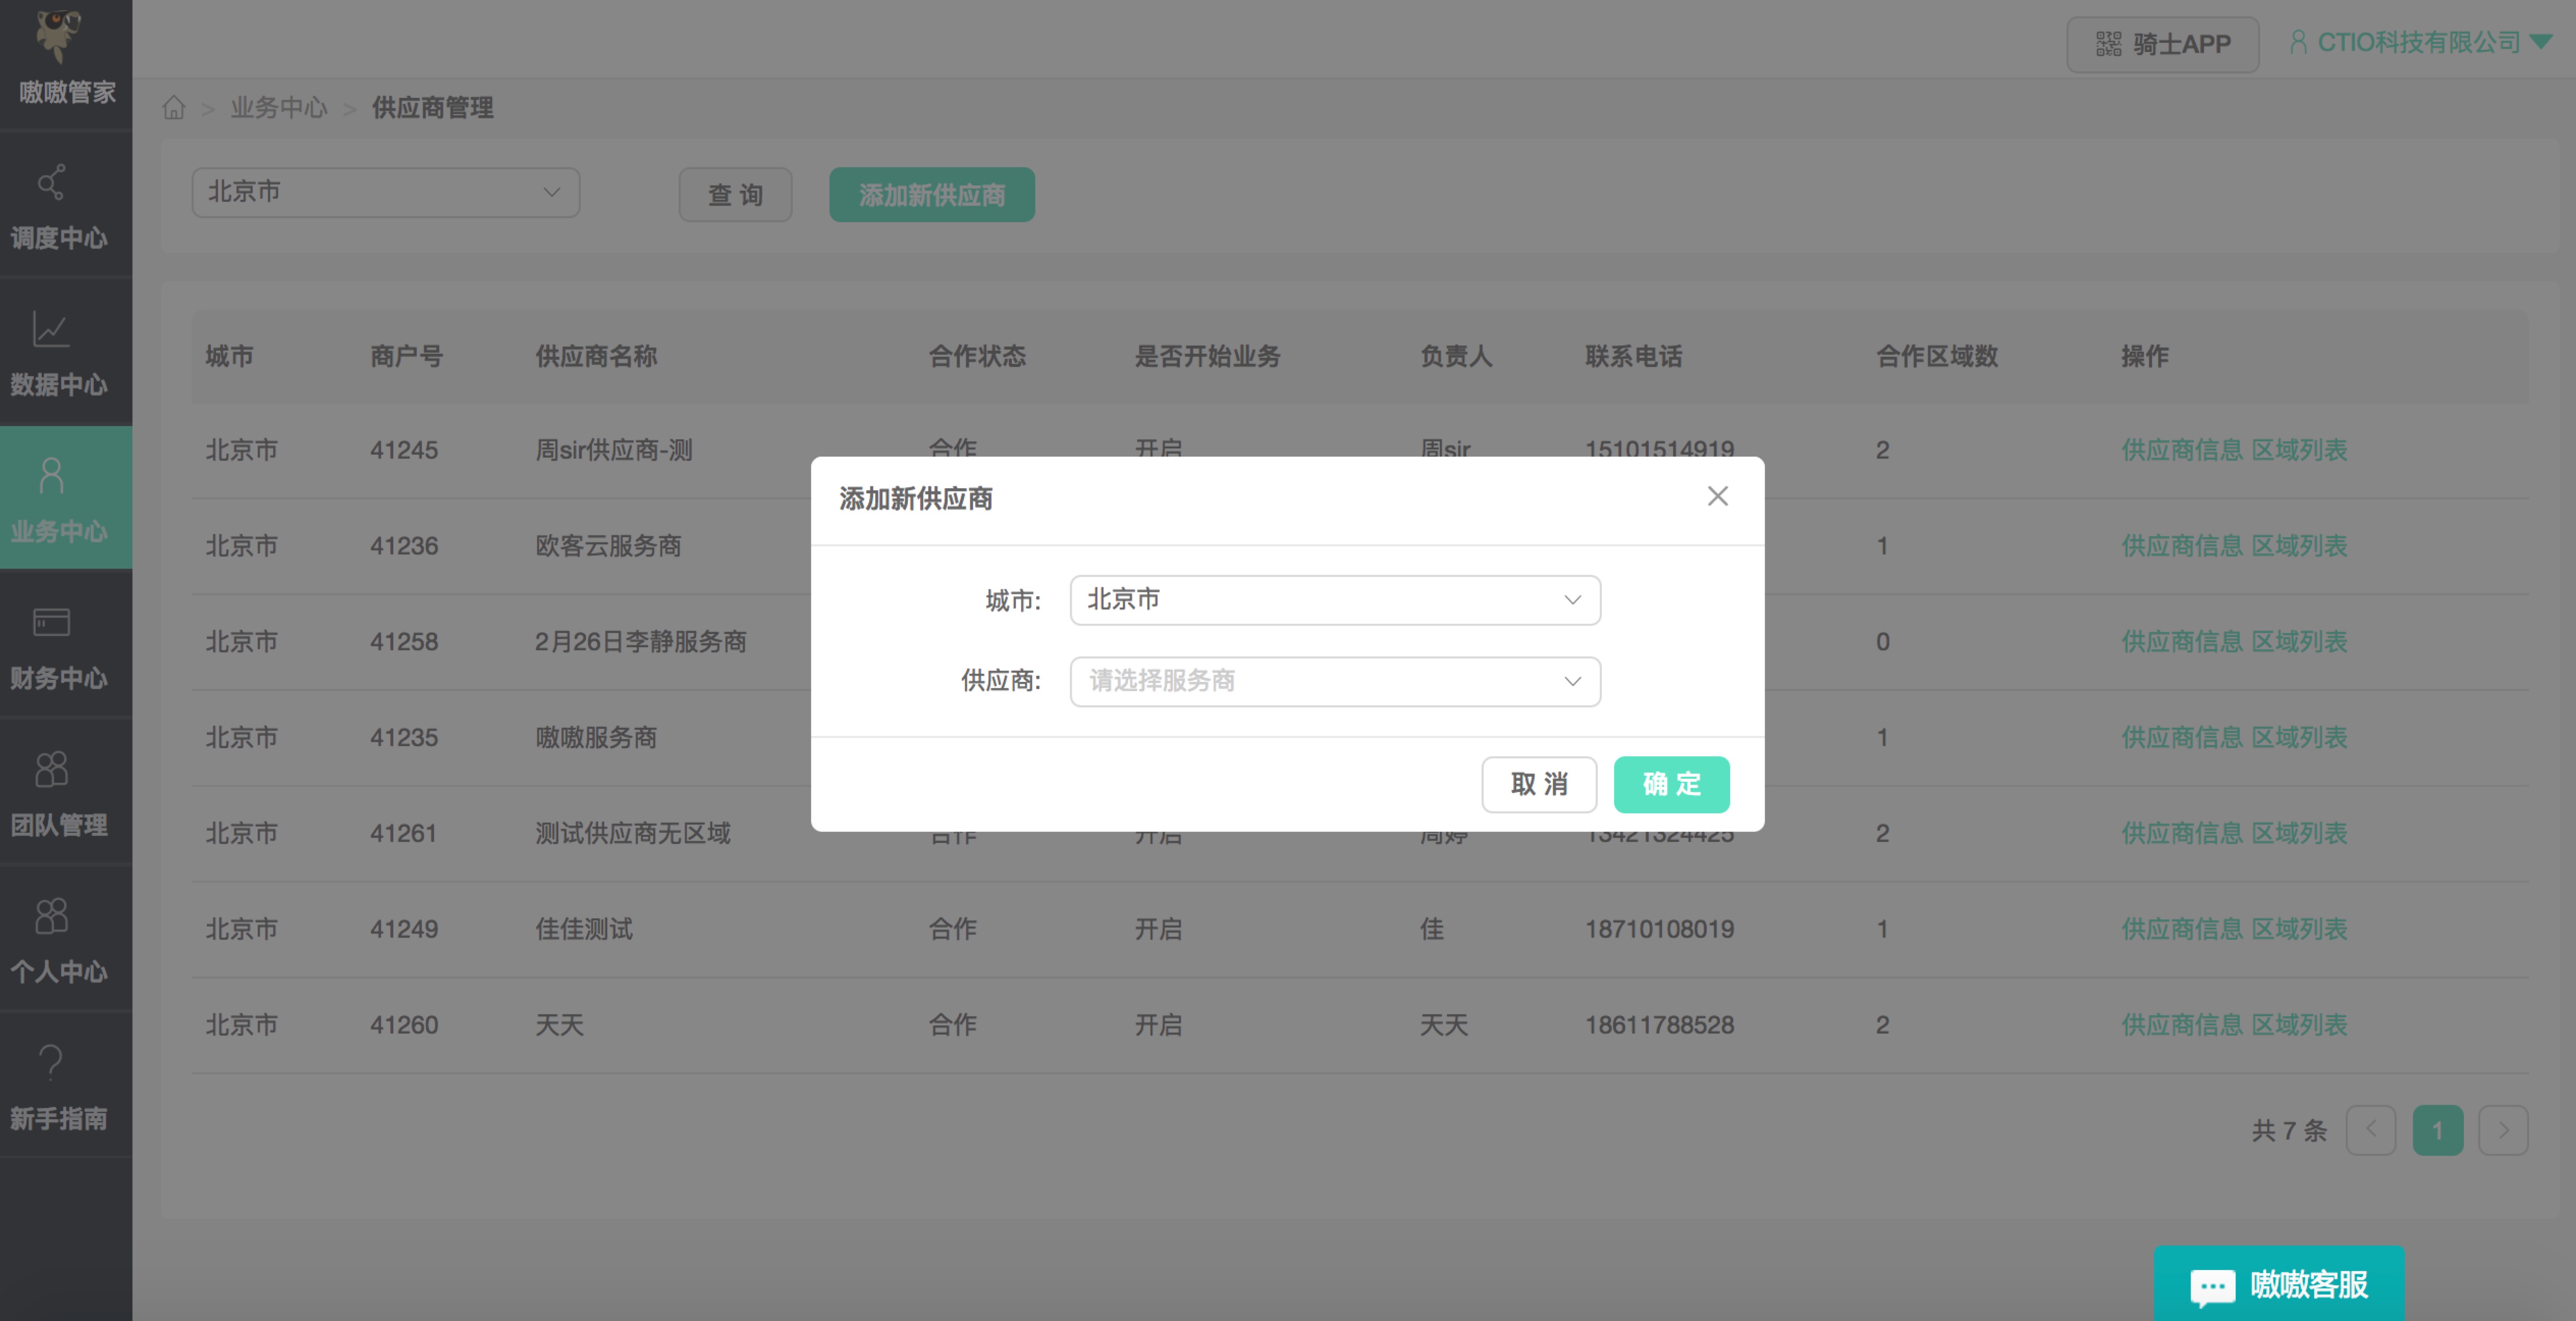 嗷嗷管家
骑士APP
CTIO科技有限公司
> 业务中心 > 供应商管理
北京市
查 询
添加新供应商
调度中心
数据中心
业务中心
财务中心
团队管理
个人中心
新手指南
城市 商户号 供应商名称 合作状态 是否开始业务 负责人 联系电话 合作区域数 操作
北京市 41245 周sir供应商-测 合作 开启 周sir 15101514919 2 供应商信息 区域列表
北京市 41236 欧客云服务商 1 供应商信息 区域列表
北京市 41258 2月26日李静服务商 0 供应商信息 区域列表
北京市 41235 嗷嗷服务商 1 供应商信息 区域列表
北京市 41261 测试供应商无区域 合作 开启 周婷 13421324425 2 供应商信息 区域列表
北京市 41249 佳佳测试 合作 开启 佳 18710108019 1 供应商信息 区域列表
北京市 41260 天天 合作 开启 天天 18611788528 2 供应商信息 区域列表
添加新供应商
城市: 北京市
供应商: 请选择服务商
取 消
确 定
共 7 条 < 1 >
嗷嗷客服